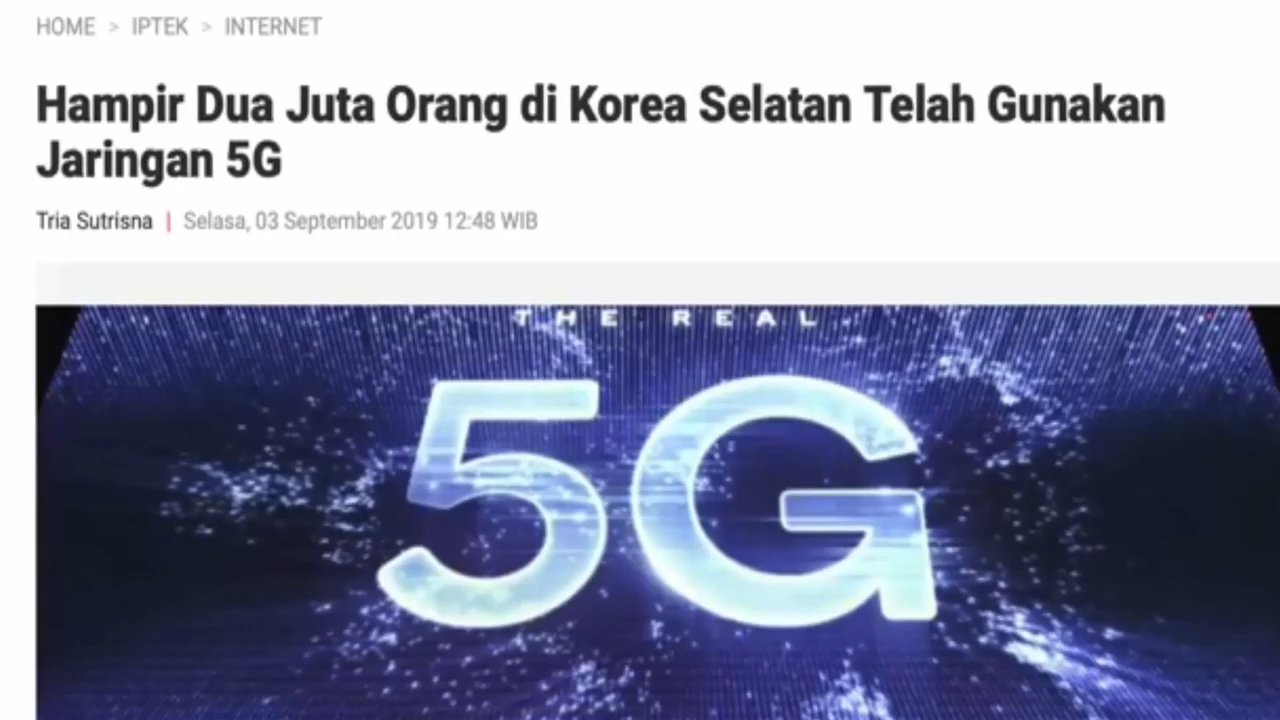 HOME > IPTEK > INTERNET
Hampir Dua Juta Orang di Korea Selatan Telah Gunakan
Jaringan 5G
Tria Sutrisna | Selasa, 03 September 2019 12:48 WIB
THE REAL
5G